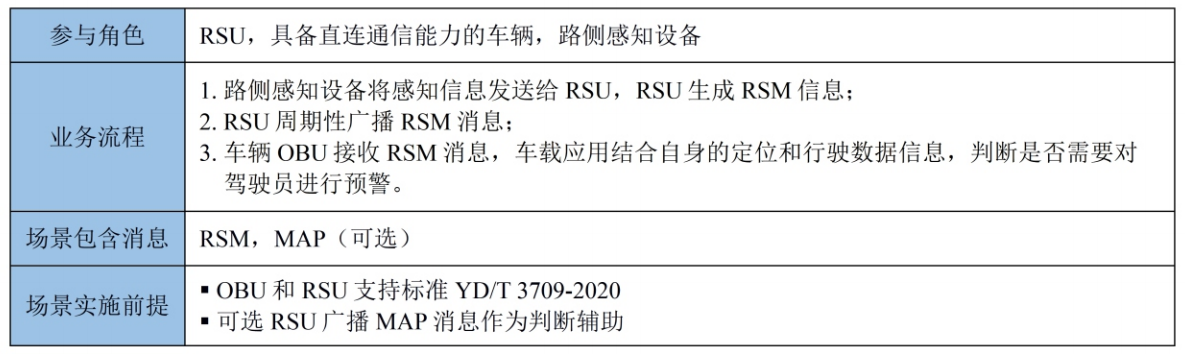 参与角色
RSU，具备直连通信能力的车辆，路侧感知设备
业务流程
1. 路侧感知设备将感知信息发送给 RSU，RSU 生成 RSM 信息；
2. RSU 周期性广播 RSM 消息；
3. 车辆 OBU 接收 RSM 消息，车载应用结合自身的定位和行驶数据信息，判断是否需要对
驾驶员进行预警。
场景包含消息
RSM，MAP（可选）
场景实施前提
▪ OBU 和 RSU 支持标准 YD/T 3709-2020
▪ 可选 RSU 广播 MAP 消息作为判断辅助